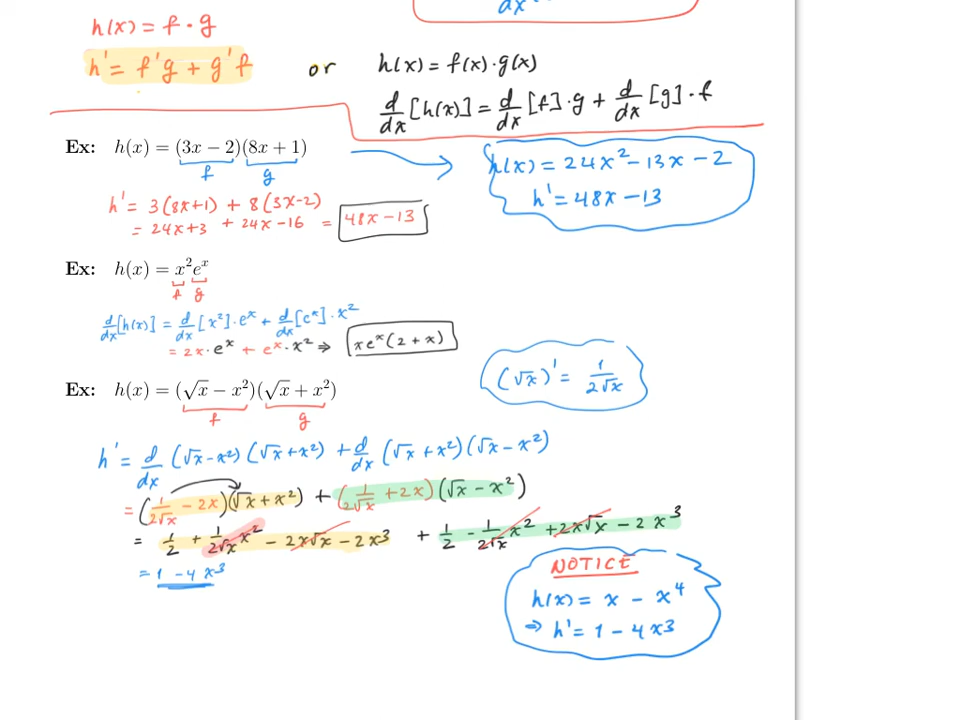 dx
h(x) = f · g
h' = f'g + g'f
or
h(x) = f(x) · g(x)
d/dx [h(x)] = d/dx [f] · g + d/dx [g] · f
Ex: h(x) = (3x − 2)(8x + 1)
f g
h(x) = 24x² − 13x − 2
h' = 48x − 13
h' = 3(8x+1) + 8(3x−2)
= 24x+3 + 24x−16 = 48x − 13
Ex: h(x) = x²eˣ
f g
d/dx [h(x)] = d/dx [x²] · eˣ + d/dx [eˣ] · x²
= 2x · eˣ + eˣ · x² ⇒ xeˣ(2 + x)
Ex: h(x) = (√x − x²)(√x + x²)
f g
(√x)' = 1/2√x
h' = d/dx (√x − x²)(√x + x²) + d/dx (√x + x²)(√x − x²)
= (1/2√x − 2x)(√x + x²) + (1/2√x + 2x)(√x − x²)
= 1/2 + 1/2√x x² − 2x√x − 2x³ + 1/2 − 1/2√x x² + 2x√x − 2x³
= 1 − 4x³
NOTICE
h(x) = x − x⁴
⇒ h' = 1 − 4x³